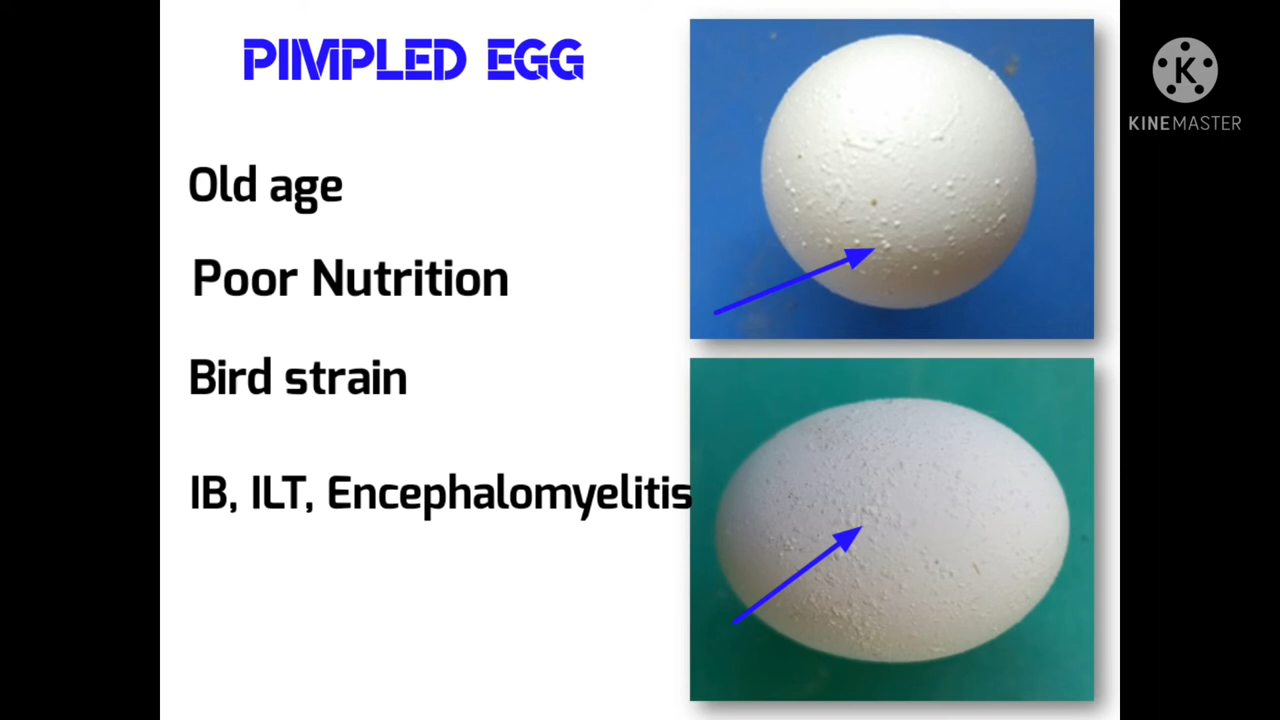 PIMPLED EGG
Old age
Poor Nutrition
Bird strain
IB, ILT, Encephalomyelitis
K
KINEMASTER